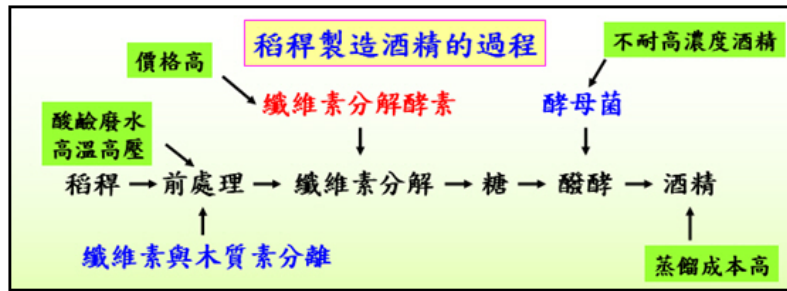 稻稈製造酒精的過程
不耐高濃度酒精
價格高
纖維素分解酵素
酵母菌
酸鹼廢水
高溫高壓
稻稈→前處理→纖維素分解→糖→醱酵→酒精
纖維素與木質素分離
蒸餾成本高